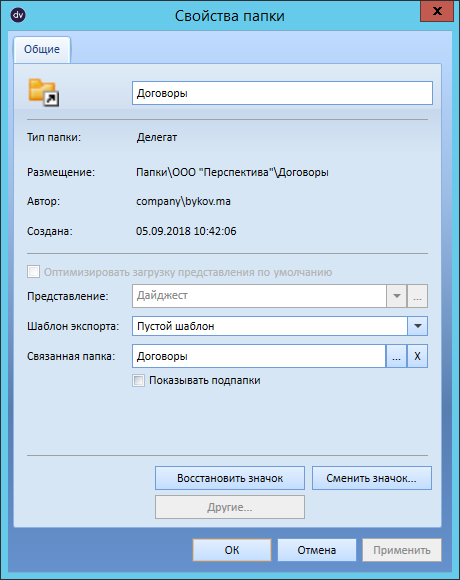 dv Свойства папки X
Общие
Договоры
Тип папки: Делегат
Размещение: Папки\ООО "Перспектива"\Договоры
Автор: company\bykov.ma
Создана: 05.09.2018 10:42:06
Оптимизировать загрузку представления по умолчанию
Представление: Дайджест ...
Шаблон экспорта: Пустой шаблон
Связанная папка: Договоры ... X
Показывать подпапки
Восстановить значок Сменить значок...
Другие...
ОК Отмена Применить